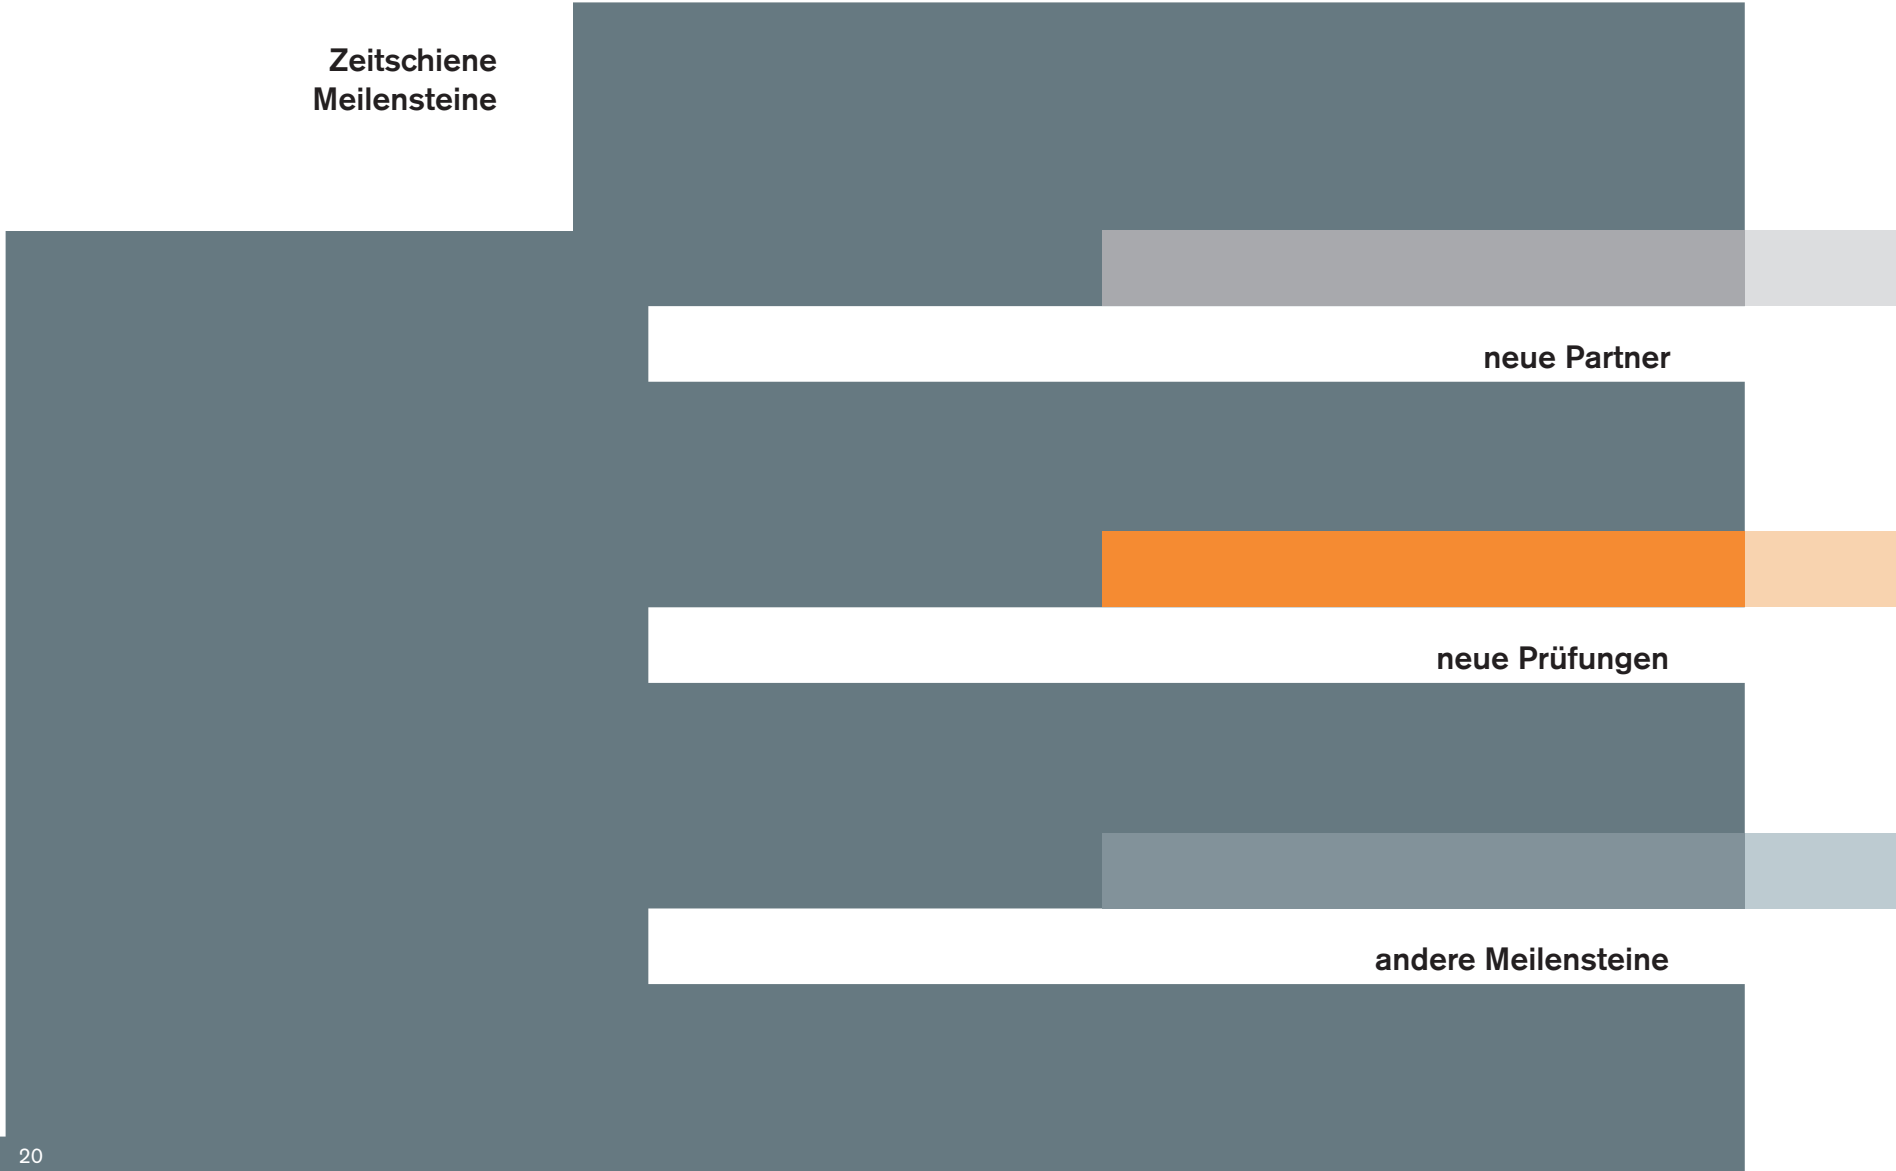 Zeitschiene
Meilensteine
neue Partner
neue Prüfungen
andere Meilensteine
20